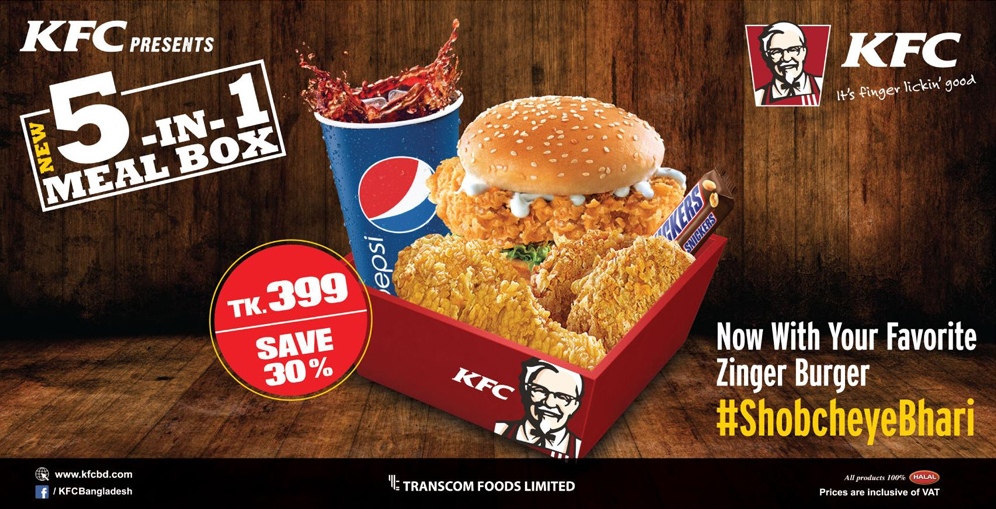 KFC PRESENTS
NEW
5-IN-1
MEAL BOX
KFC
It's finger lickin' good
pepsi
SNICKERS
TK.399
SAVE
30%
KFC
Now With Your Favorite
Zinger Burger
#ShobcheyeBhari
www.kfcbd.com
/ KFCBangladesh
TRANSCOM FOODS LIMITED
All products 100% HALAL
Prices are inclusive of VAT